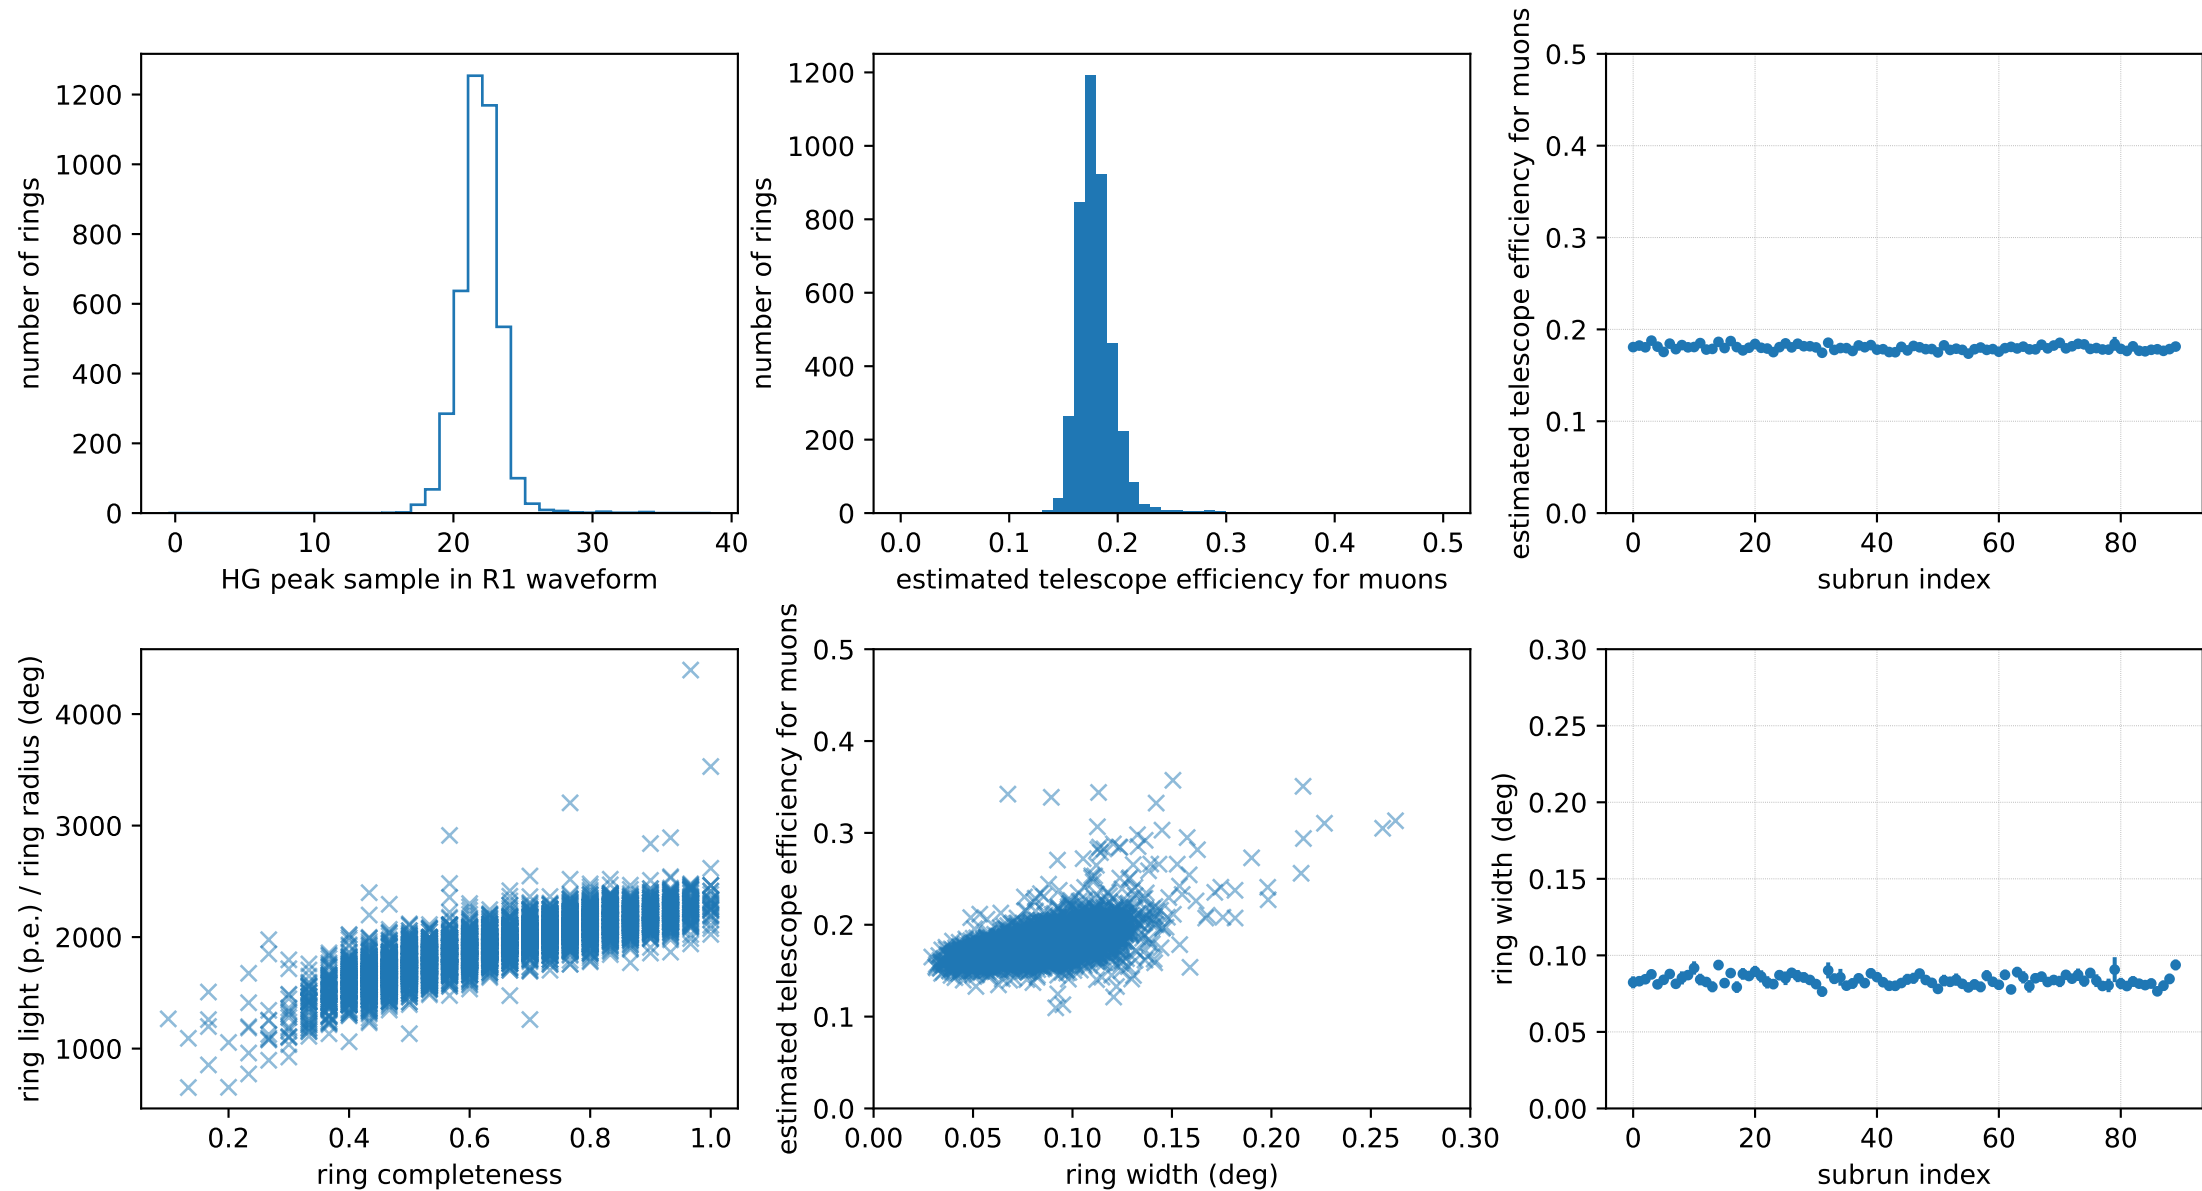 number of rings
1200
1000
800
600
400
200
0
0 10 20 30 40
HG peak sample in R1 waveform
number of rings
1200
1000
800
600
400
200
0
0.0 0.1 0.2 0.3 0.4 0.5
estimated telescope efficiency for muons
estimated telescope efficiency for muons
0.5
0.4
0.3
0.2
0.1
0.0
0 20 40 60 80
subrun index
ring light (p.e.) / ring radius (deg)
4000
3000
2000
1000
0.2 0.4 0.6 0.8 1.0
ring completeness
estimated telescope efficiency for muons
0.5
0.4
0.3
0.2
0.1
0.0
0.00 0.05 0.10 0.15 0.20 0.25 0.30
ring width (deg)
ring width (deg)
0.30
0.25
0.20
0.15
0.10
0.05
0.00
0 20 40 60 80
subrun index